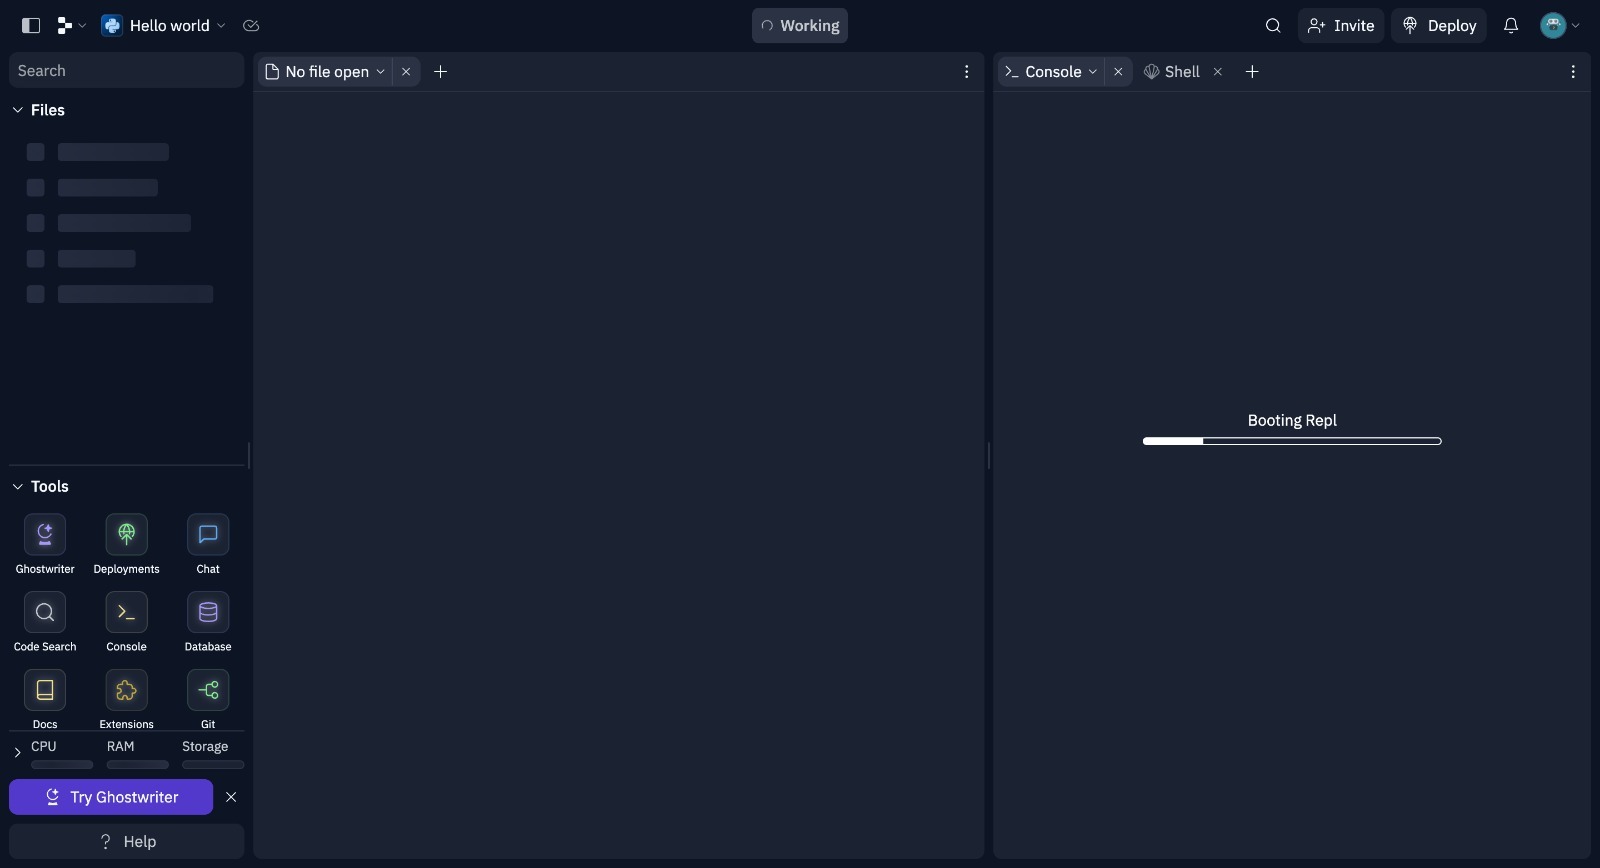 Hello world
Working
Invite
Deploy
Search
No file open
Console
Shell
Files
Booting Repl
Tools
Ghostwriter
Deployments
Chat
Code Search
Console
Database
Docs
Extensions
Git
CPU
RAM
Storage
Try Ghostwriter
? Help